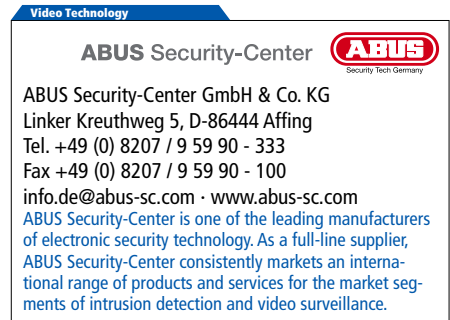 Video Technology
ABUS Security-Center
ABUS
Security Tech Germany
ABUS Security-Center GmbH & Co. KG
Linker Kreuthweg 5, D-86444 Affing
Tel. +49 (0) 8207 / 9 59 90 - 333
Fax +49 (0) 8207 / 9 59 90 - 100
info.de@abus-sc.com · www.abus-sc.com
ABUS Security-Center is one of the leading manufacturers
of electronic security technology. As a full-line supplier,
ABUS Security-Center consistently markets an interna-
tional range of products and services for the market seg-
ments of intrusion detection and video surveillance.